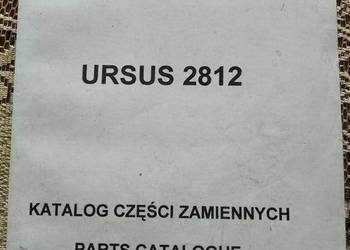 URSUS 2812
KATALOG CZĘŚCI ZAMIENNYCH
PARTS CATALOGUE